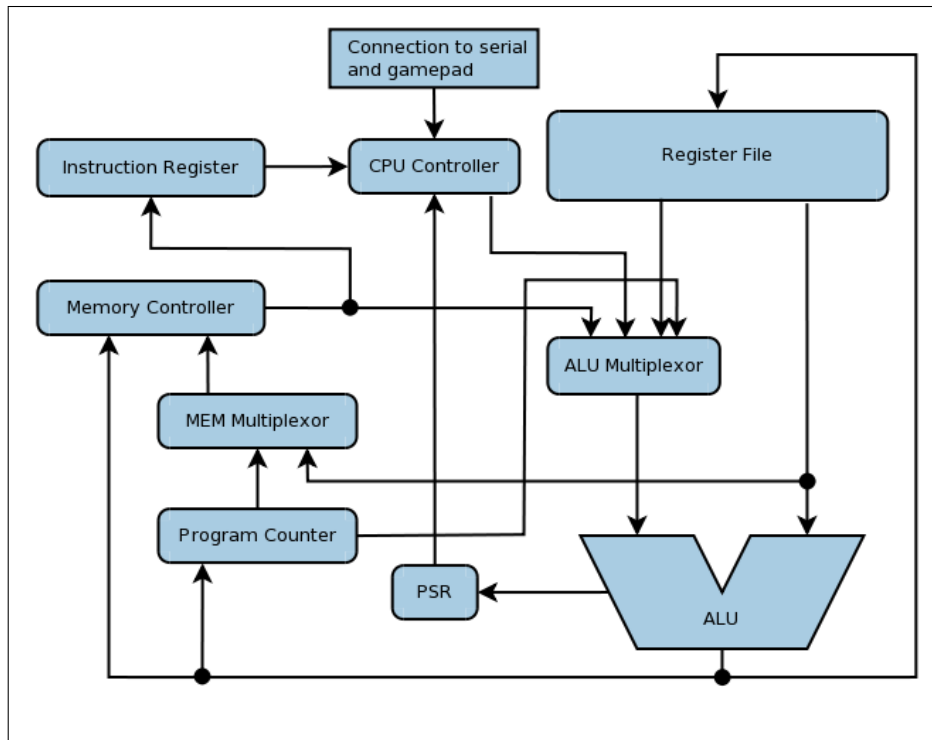 Connection to serial
and gamepad
Instruction Register
CPU Controller
Register File
Memory Controller
ALU Multiplexor
MEM Multiplexor
Program Counter
PSR
ALU